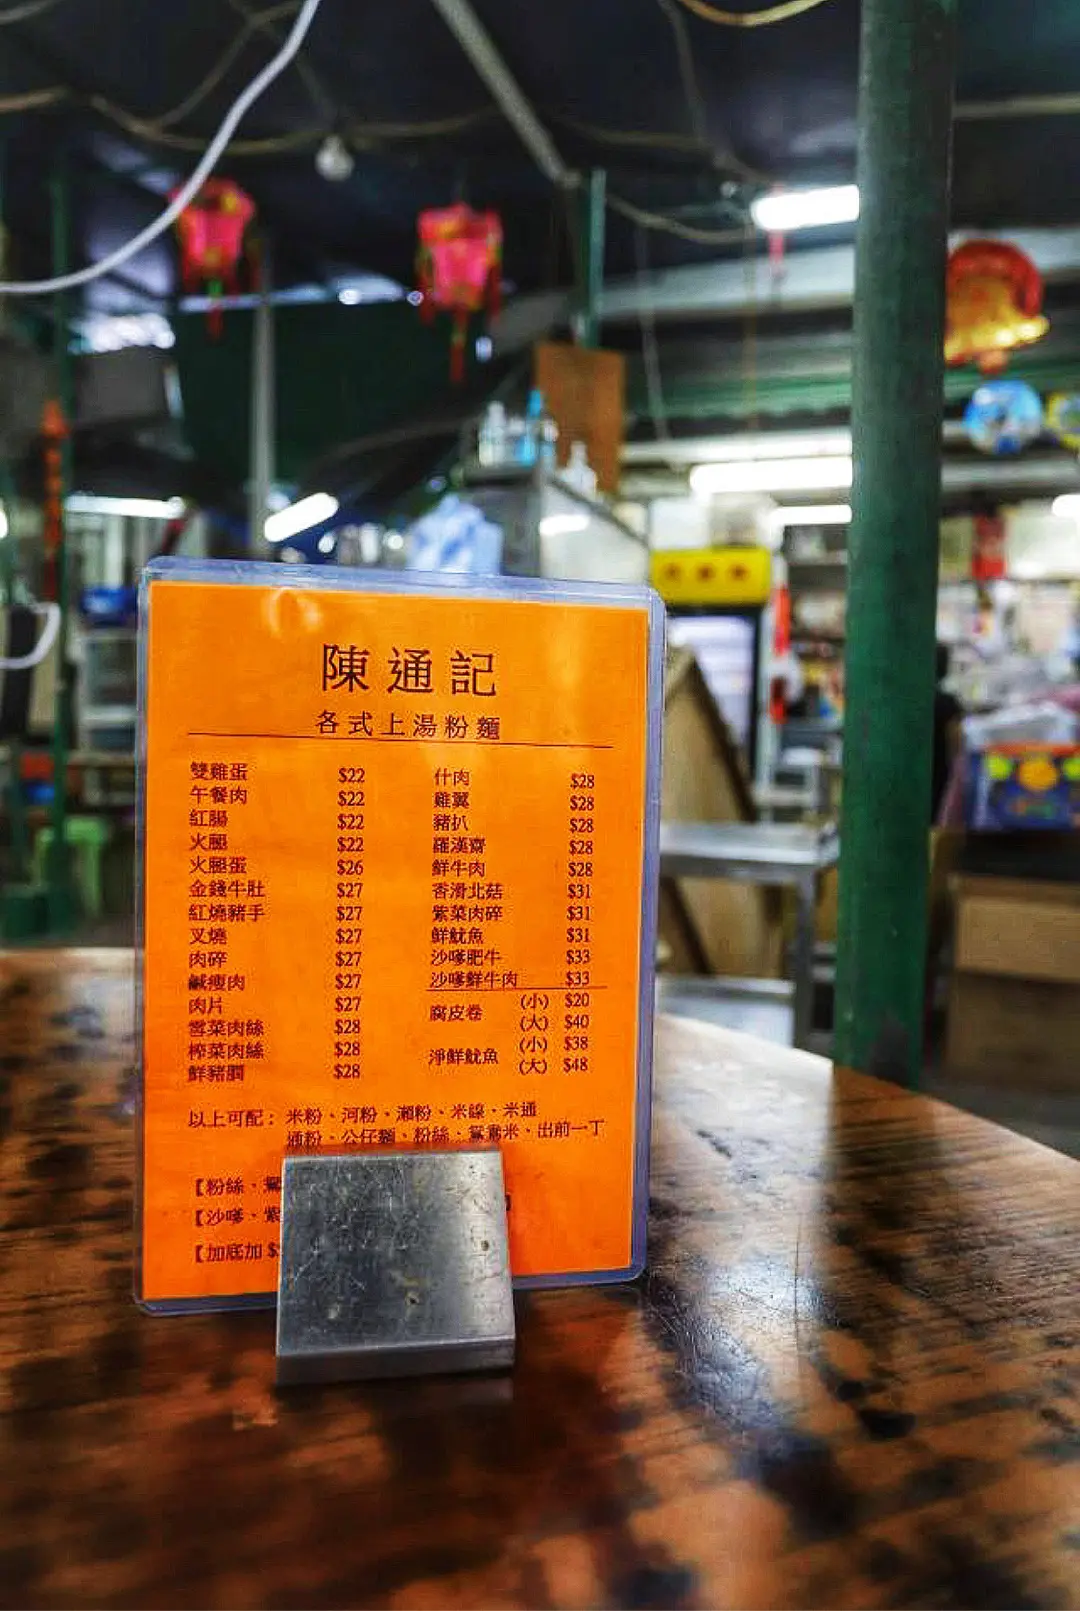 陳通記
各式上湯粉麵
雙雞蛋 $22
午餐肉 $22
紅腸 $22
火腿 $22
火腿蛋 $26
金錢牛肚 $27
紅燒豬手 $27
叉燒 $27
肉碎 $27
鹹瘦肉 $27
肉片 $27
雪菜肉絲 $28
榨菜肉絲 $28
鮮豬膶 $28
什肉 $28
雞翼 $28
豬扒 $28
羅漢齋 $28
鮮牛肉 $28
香滑北菇 $31
紫菜肉碎 $31
鮮魷魚 $31
沙嗲肥牛 $33
沙嗲鮮牛肉 $33
腐皮卷 (小) $20
(大) $40
淨鮮魷魚 (小) $38
(大) $48
以上可配：米粉、河粉、瀨粉、米線、米通
通粉、公仔麵、粉絲、鴛鴦米、出前一丁
【粉絲、
【沙嗲、紫
【加底加 $